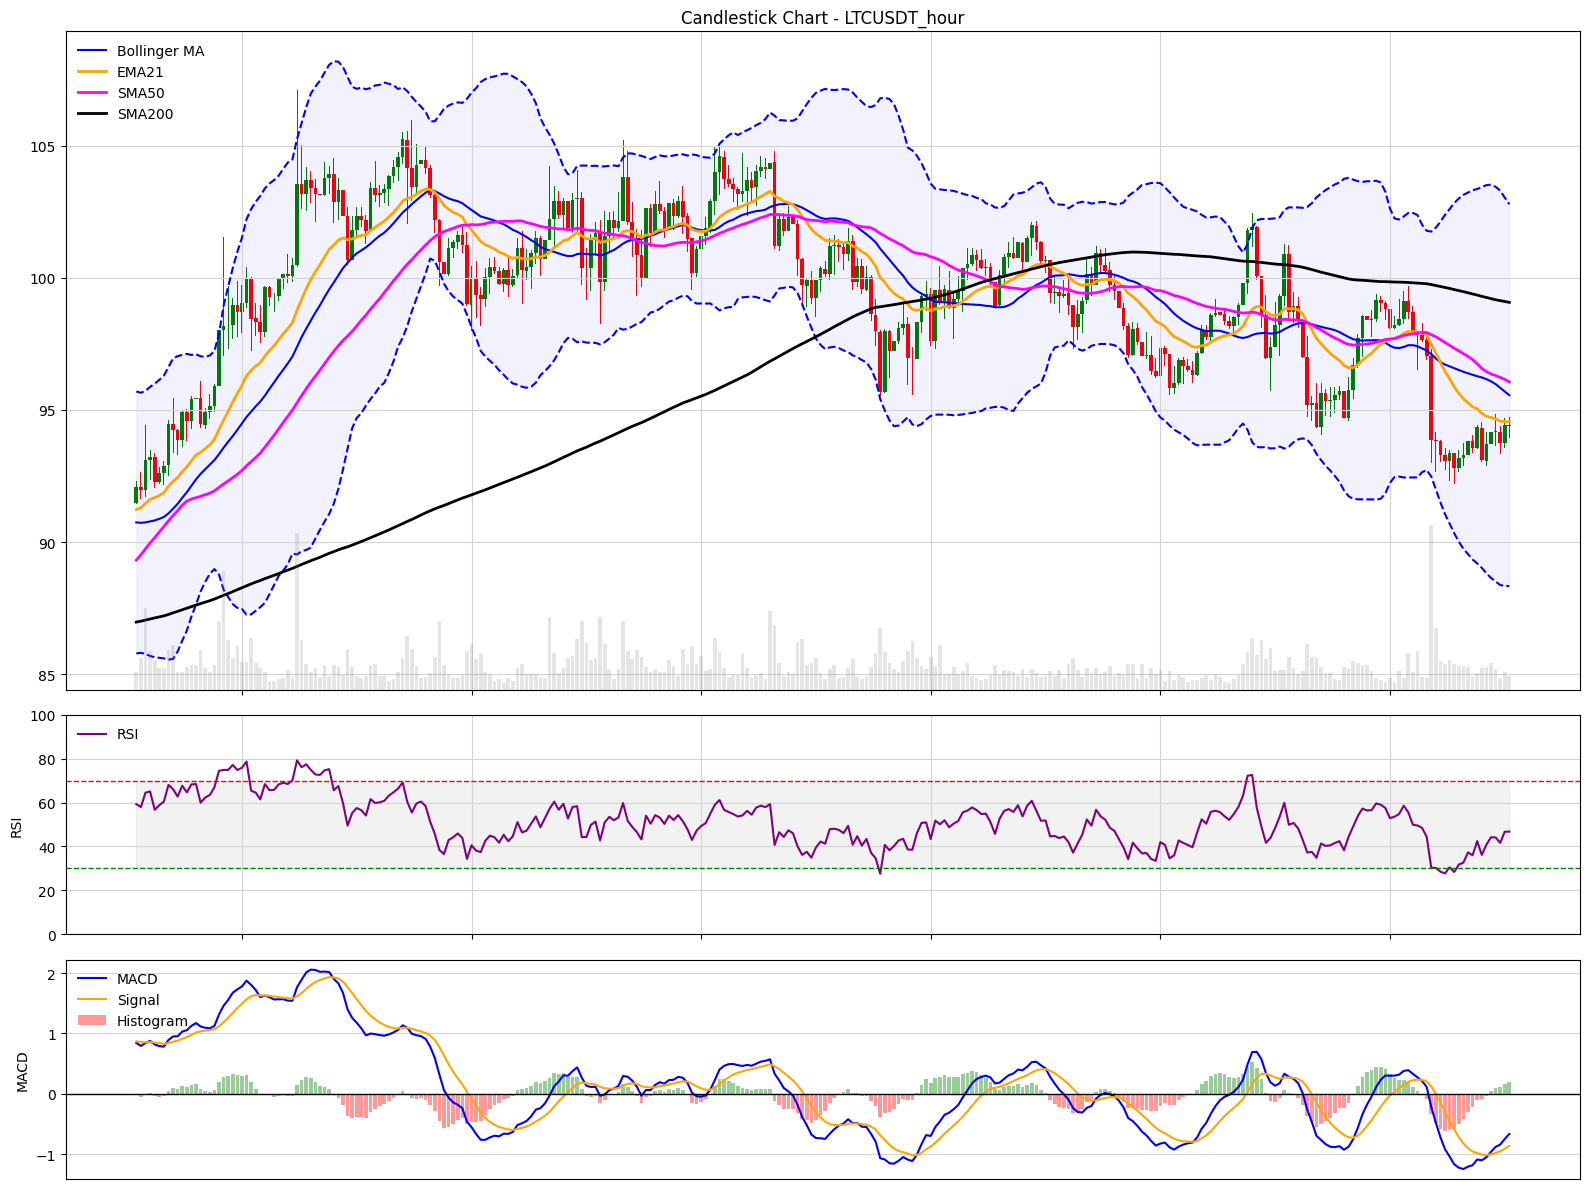 Candlestick Chart - LTCUSDT_hour
Bollinger MA
EMA21
SMA50
SMA200
105
100
95
90
85
100
80
60
40
20
0
RSI
RSI
2
1
0
−1
MACD
MACD
Signal
Histogram